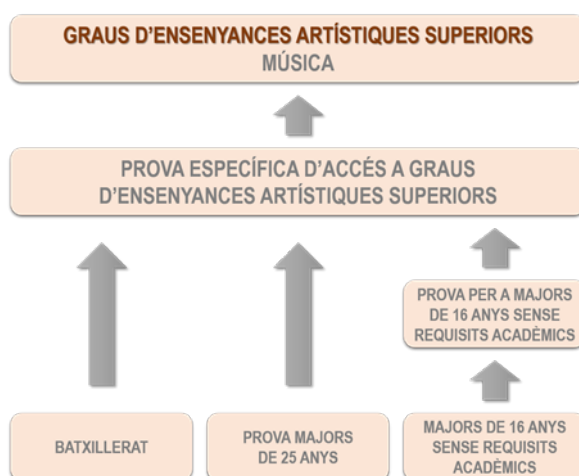 GRAUS D'ENSENYANCES ARTÍSTIQUES SUPERIORS
MÚSICA
PROVA ESPECÍFICA D'ACCÉS A GRAUS
D'ENSENYANCES ARTÍSTIQUES SUPERIORS
PROVA PER A MAJORS
DE 16 ANYS SENSE
REQUISITS ACADÈMICS
BATXILLERAT
PROVA MAJORS
DE 25 ANYS
MAJORS DE 16 ANYS
SENSE REQUISITS
ACADÈMICS